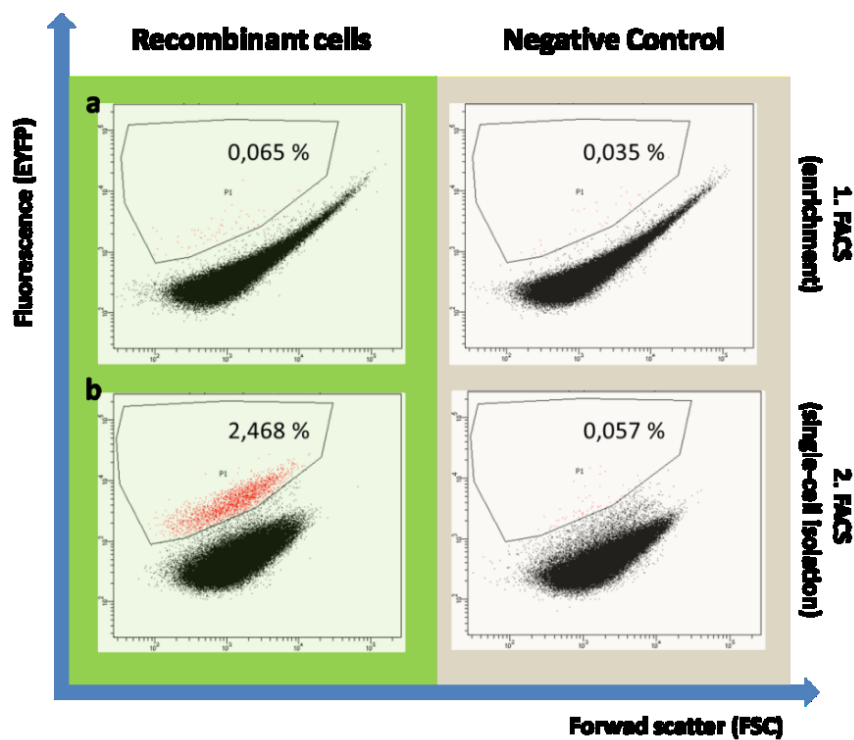 Recombinant cells
Negative Control
Fluorescence (EYFP)
a
0,065 %
P1
0,035 %
P1
1. FACS
(enrichment)
b
2,468 %
P1
0,057 %
P1
2. FACS
(single-cell isolation)
Forwad scatter (FSC)